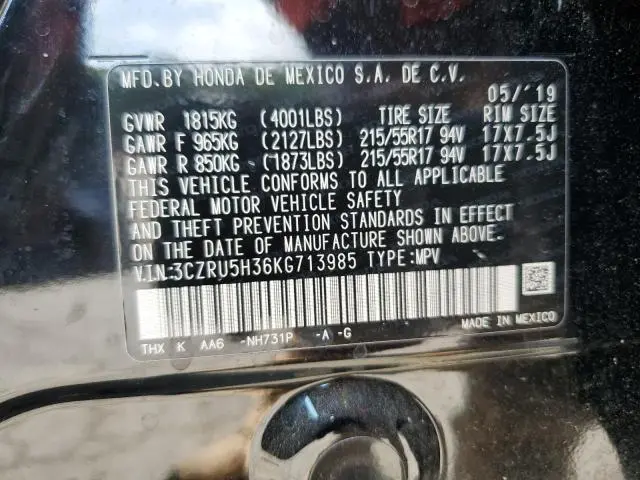 MFD. BY HONDA DE MEXICO S.A. DE C.V.
05/'19
GVWR 1815KG (4001LBS) TIRE SIZE RIM SIZE
GAWR F 965KG (2127LBS) 215/55R17 94V 17X7.5J
GAWR R 850KG (1873LBS) 215/55R17 94V 17X7.5J
THIS VEHICLE CONFORMS TO ALL APPLICABLE
FEDERAL MOTOR VEHICLE SAFETY
AND THEFT PREVENTION STANDARDS IN EFFECT
ON THE DATE OF MANUFACTURE SHOWN ABOVE.
V.I.N.:3CZRU5H36KG713985 TYPE:MPV
THX K AA6 -NH731P -A -G
MADE IN MEXICO